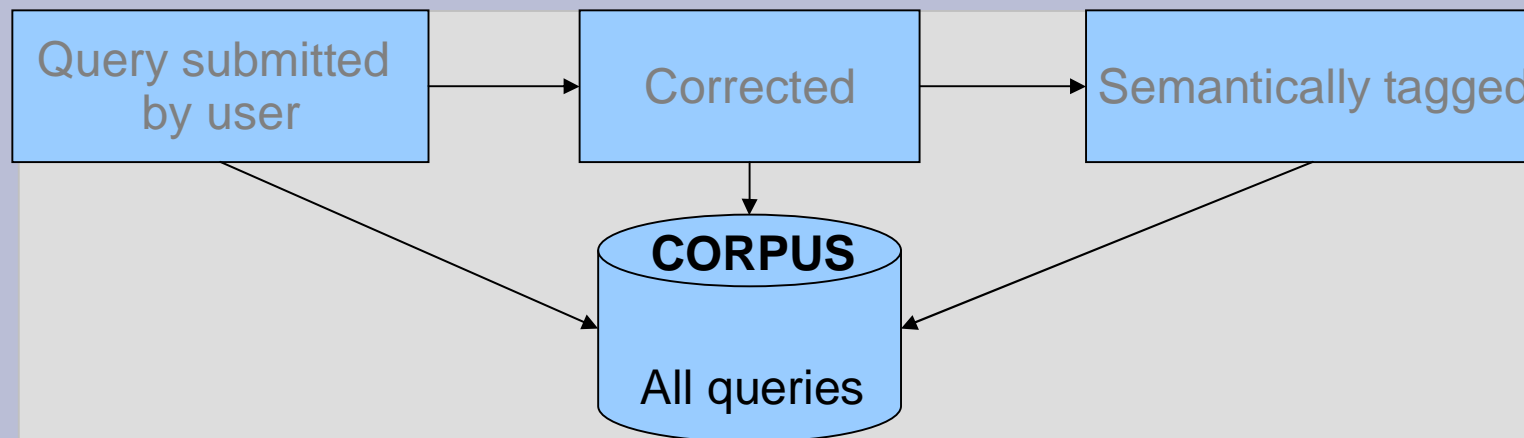 Query submitted
by user
Corrected
Semantically tagged
CORPUS
All queries